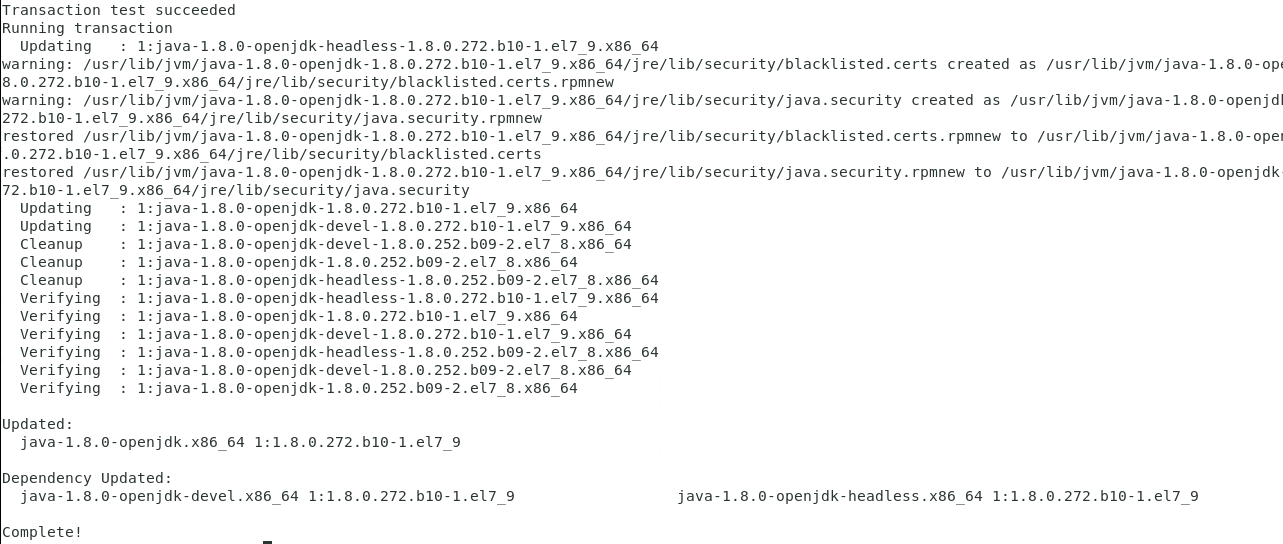 Transaction test succeeded
Running transaction
  Updating   : 1:java-1.8.0-openjdk-headless-1.8.0.272.b10-1.el7_9.x86_64
warning: /usr/lib/jvm/java-1.8.0-openjdk-1.8.0.272.b10-1.el7_9.x86_64/jre/lib/security/blacklisted.certs created as /usr/lib/jvm/java-1.8.0-ope
8.0.272.b10-1.el7_9.x86_64/jre/lib/security/blacklisted.certs.rpmnew
warning: /usr/lib/jvm/java-1.8.0-openjdk-1.8.0.272.b10-1.el7_9.x86_64/jre/lib/security/java.security created as /usr/lib/jvm/java-1.8.0-openjd
272.b10-1.el7_9.x86_64/jre/lib/security/java.security.rpmnew
restored /usr/lib/jvm/java-1.8.0-openjdk-1.8.0.272.b10-1.el7_9.x86_64/jre/lib/security/blacklisted.certs.rpmnew to /usr/lib/jvm/java-1.8.0-open
.0.272.b10-1.el7_9.x86_64/jre/lib/security/blacklisted.certs
restored /usr/lib/jvm/java-1.8.0-openjdk-1.8.0.272.b10-1.el7_9.x86_64/jre/lib/security/java.security.rpmnew to /usr/lib/jvm/java-1.8.0-openjdk-
72.b10-1.el7_9.x86_64/jre/lib/security/java.security
  Updating   : 1:java-1.8.0-openjdk-1.8.0.272.b10-1.el7_9.x86_64
  Updating   : 1:java-1.8.0-openjdk-devel-1.8.0.272.b10-1.el7_9.x86_64
  Cleanup    : 1:java-1.8.0-openjdk-devel-1.8.0.252.b09-2.el7_8.x86_64
  Cleanup    : 1:java-1.8.0-openjdk-1.8.0.252.b09-2.el7_8.x86_64
  Cleanup    : 1:java-1.8.0-openjdk-headless-1.8.0.252.b09-2.el7_8.x86_64
  Verifying  : 1:java-1.8.0-openjdk-headless-1.8.0.272.b10-1.el7_9.x86_64
  Verifying  : 1:java-1.8.0-openjdk-1.8.0.272.b10-1.el7_9.x86_64
  Verifying  : 1:java-1.8.0-openjdk-devel-1.8.0.272.b10-1.el7_9.x86_64
  Verifying  : 1:java-1.8.0-openjdk-headless-1.8.0.252.b09-2.el7_8.x86_64
  Verifying  : 1:java-1.8.0-openjdk-devel-1.8.0.252.b09-2.el7_8.x86_64
  Verifying  : 1:java-1.8.0-openjdk-1.8.0.252.b09-2.el7_8.x86_64

Updated:
  java-1.8.0-openjdk.x86_64 1:1.8.0.272.b10-1.el7_9

Dependency Updated:
  java-1.8.0-openjdk-devel.x86_64 1:1.8.0.272.b10-1.el7_9                  java-1.8.0-openjdk-headless.x86_64 1:1.8.0.272.b10-1.el7_9

Complete!